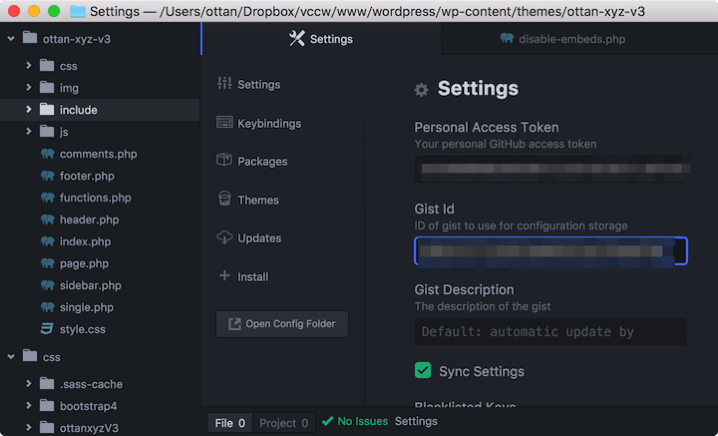 Settings — /Users/ottan/Dropbox/vccw/www/wordpress/wp-content/themes/ottan-xyz-v3
ottan-xyz-v3
css
img
include
js
comments.php
footer.php
functions.php
header.php
index.php
page.php
sidebar.php
single.php
style.css
css
.sass-cache
bootstrap4
ottanxyzV3
Settings
disable-embeds.php
Settings
Keybindings
Packages
Themes
Updates
Install
Open Config Folder
Settings
Personal Access Token
Your personal GitHub access token
Gist Id
ID of gist to use for configuration storage
Gist Description
The description of the gist
Default: automatic update by
Sync Settings
Blacklisted Keys
File 0
Project 0
No Issues
Settings